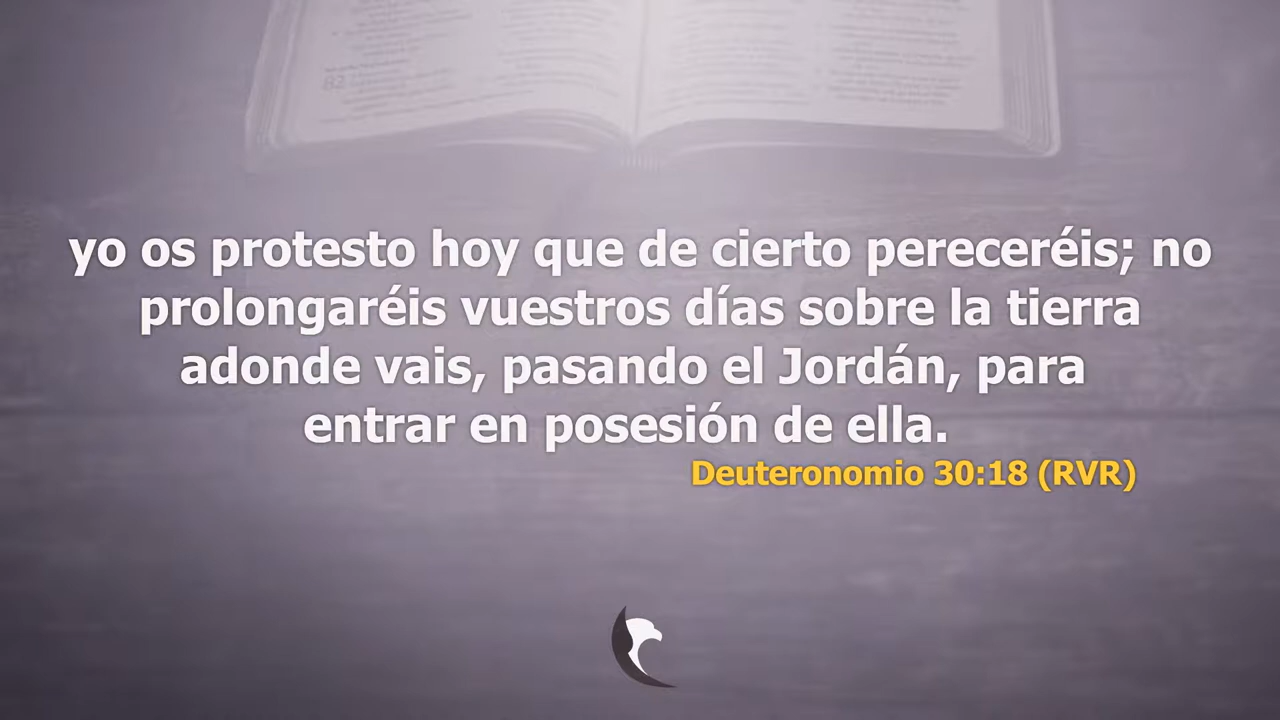 yo os protesto hoy que de cierto pereceréis; no
prolongaréis vuestros días sobre la tierra
adonde vais, pasando el Jordán, para
entrar en posesión de ella.
Deuteronomio 30:18 (RVR)